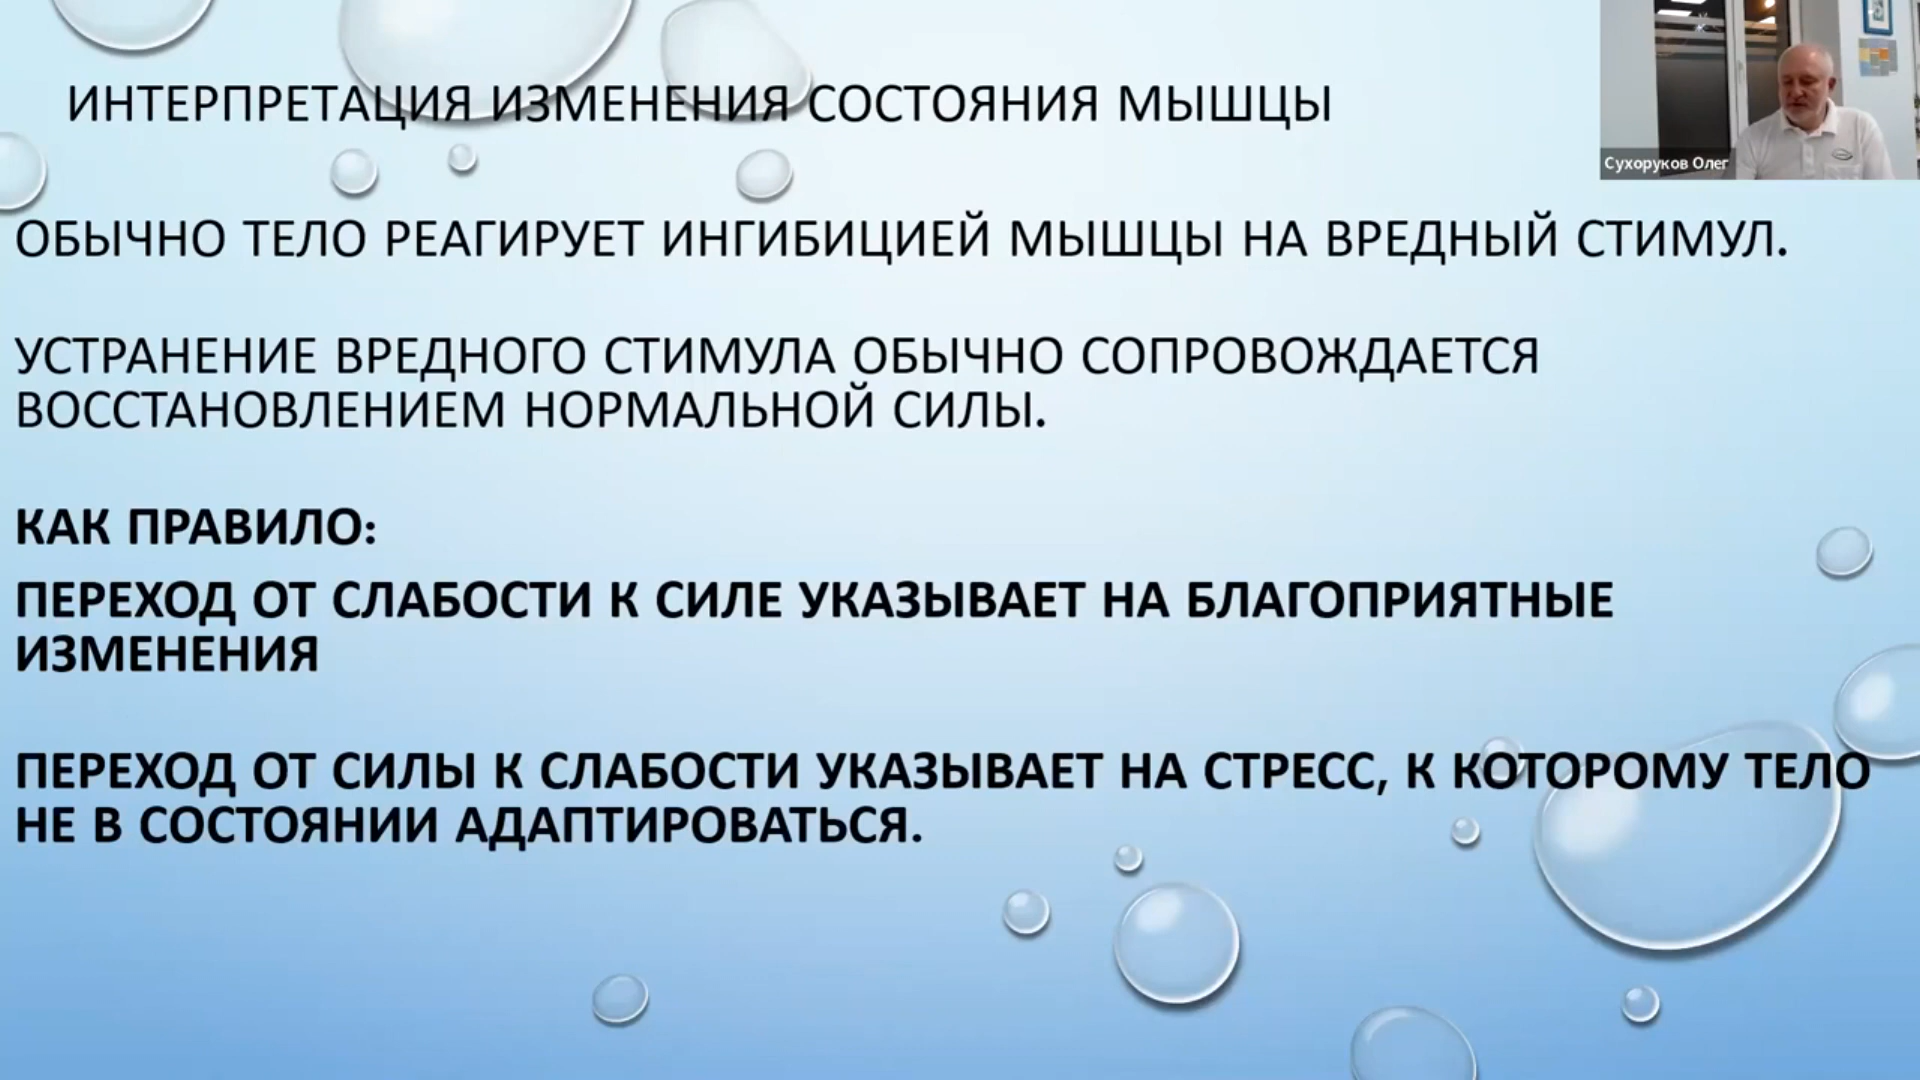 ИНТЕРПРЕТАЦИЯ ИЗМЕНЕНИЯ СОСТОЯНИЯ МЫШЦЫ
Сухоруков Олег
ОБЫЧНО ТЕЛО РЕАГИРУЕТ ИНГИБИЦИЕЙ МЫШЦЫ НА ВРЕДНЫЙ СТИМУЛ.
УСТРАНЕНИЕ ВРЕДНОГО СТИМУЛА ОБЫЧНО СОПРОВОЖДАЕТСЯ
ВОССТАНОВЛЕНИЕМ НОРМАЛЬНОЙ СИЛЫ.
КАК ПРАВИЛО:
ПЕРЕХОД ОТ СЛАБОСТИ К СИЛЕ УКАЗЫВАЕТ НА БЛАГОПРИЯТНЫЕ
ИЗМЕНЕНИЯ
ПЕРЕХОД ОТ СИЛЫ К СЛАБОСТИ УКАЗЫВАЕТ НА СТРЕСС, К КОТОРОМУ ТЕЛО
НЕ В СОСТОЯНИИ АДАПТИРОВАТЬСЯ.